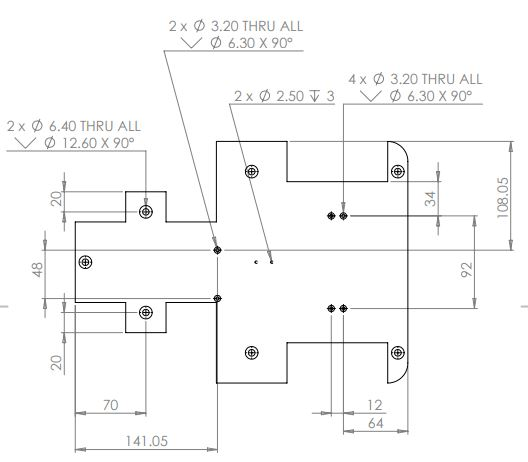 2 x Ø 3.20 THRU ALL
⌵ Ø 6.30 X 90°
2 x Ø 2.50 ↧ 3
4 x Ø 3.20 THRU ALL
⌵ Ø 6.30 X 90°
2 x Ø 6.40 THRU ALL
⌵ Ø 12.60 X 90°
20
34
108.05
48
92
20
70
12
64
141.05